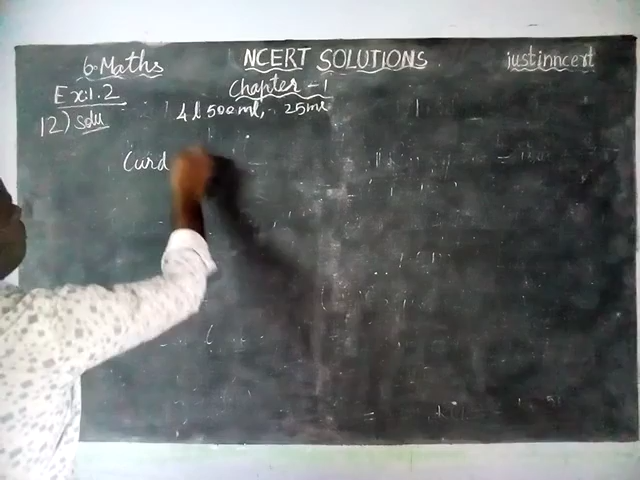 6. Maths NCERT SOLUTIONS justinncert
Ex:1.2 Chapter - 1
12) Solu 4 l 500 ml, 25 ml
Curd